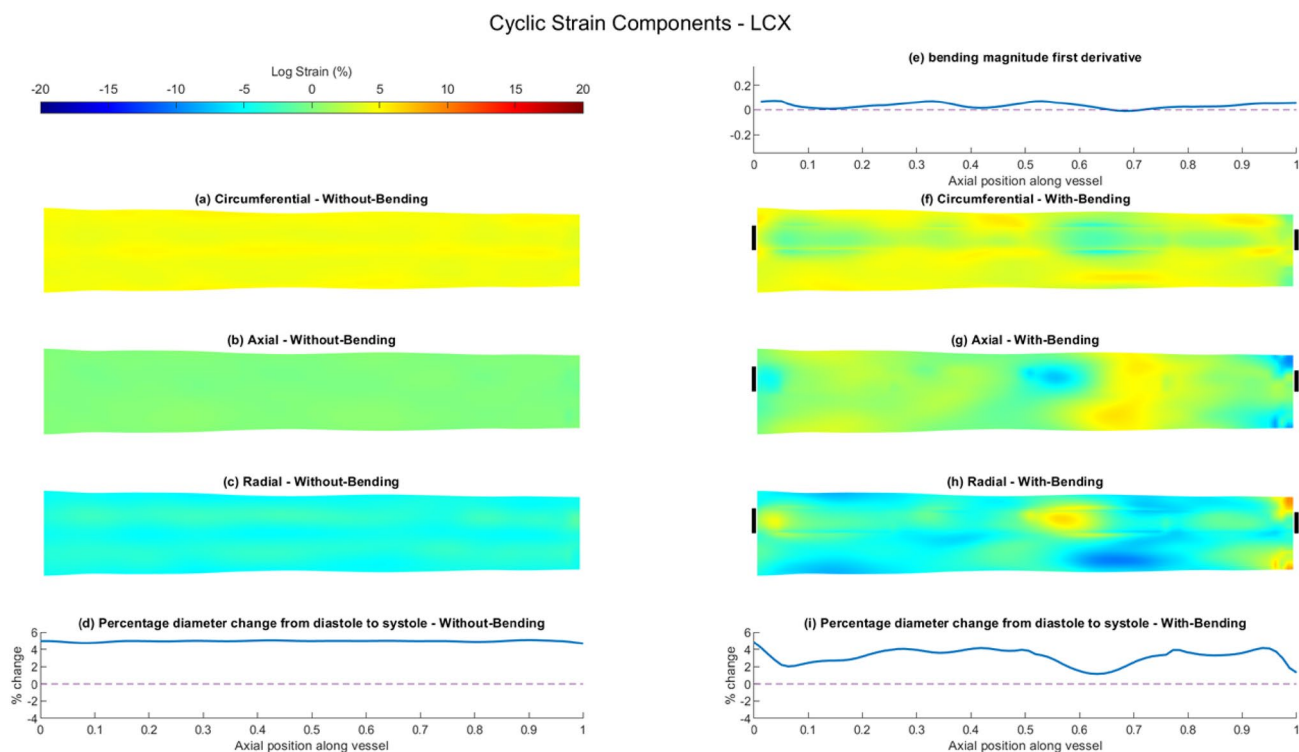 Cyclic Strain Components - LCX
Log Strain (%)
-20 -15 -10 -5 0 5 10 15 20
(a) Circumferential - Without-Bending
(b) Axial - Without-Bending
(c) Radial - Without-Bending
(d) Percentage diameter change from diastole to systole - Without-Bending
% change
6
4
2
0
-2
-4
0 0.1 0.2 0.3 0.4 0.5 0.6 0.7 0.8 0.9 1
Axial position along vessel
(e) bending magnitude first derivative
0.2
0
-0.2
0 0.1 0.2 0.3 0.4 0.5 0.6 0.7 0.8 0.9 1
Axial position along vessel
(f) Circumferential - With-Bending
(g) Axial - With-Bending
(h) Radial - With-Bending
(i) Percentage diameter change from diastole to systole - With-Bending
% change
6
4
2
0
-2
-4
0 0.1 0.2 0.3 0.4 0.5 0.6 0.7 0.8 0.9 1
Axial position along vessel